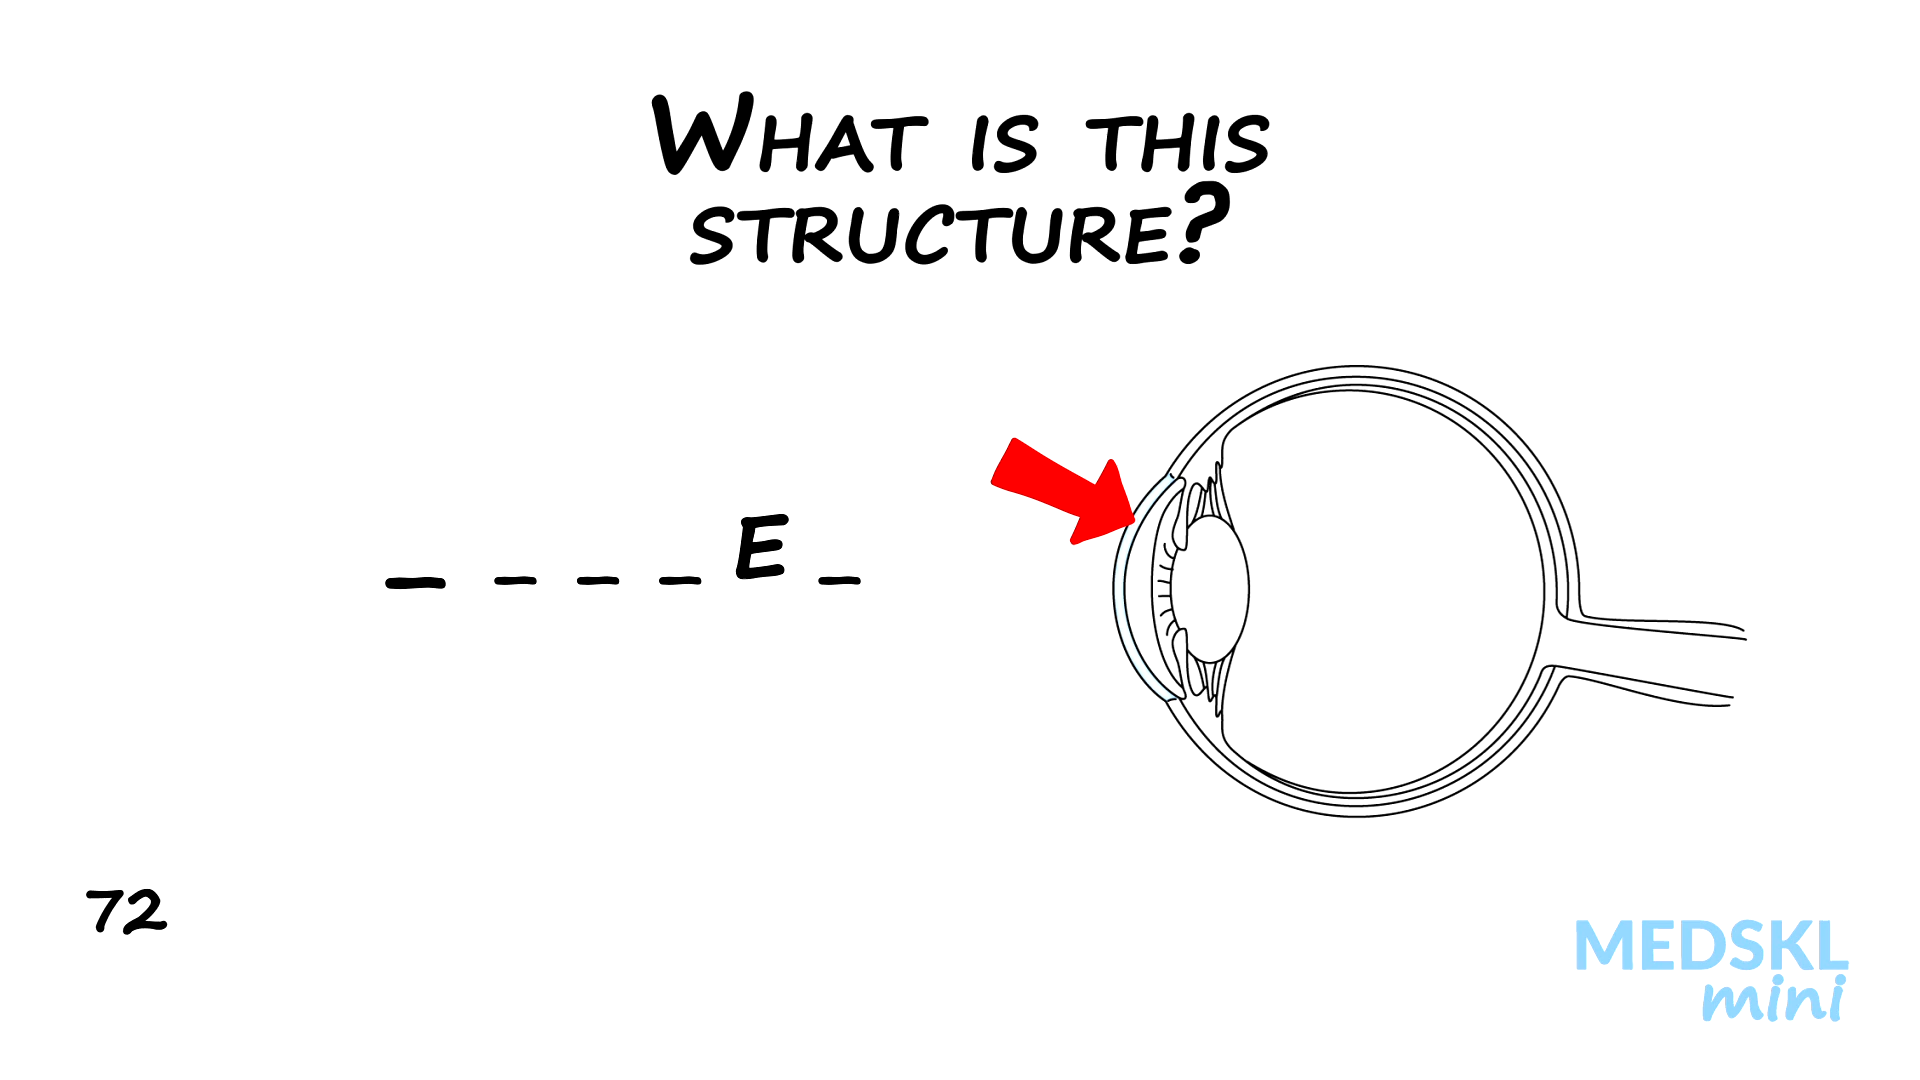 WHAT IS THIS
STRUCTURE?
_ _ _ _ E _
72
MEDSKL
mini